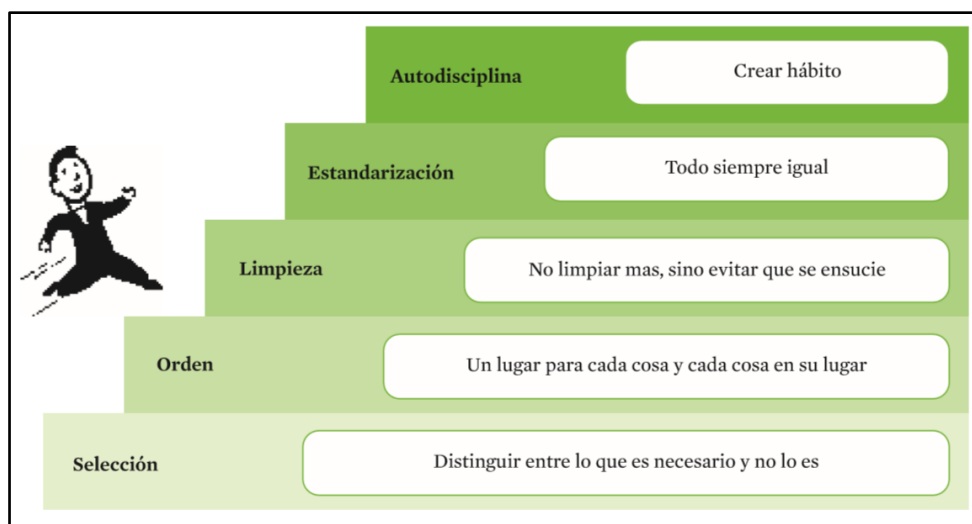 Autodisciplina
Crear hábito
Estandarización
Todo siempre igual
Limpieza
No limpiar mas, sino evitar que se ensucie
Orden
Un lugar para cada cosa y cada cosa en su lugar
Selección
Distinguir entre lo que es necesario y no lo es